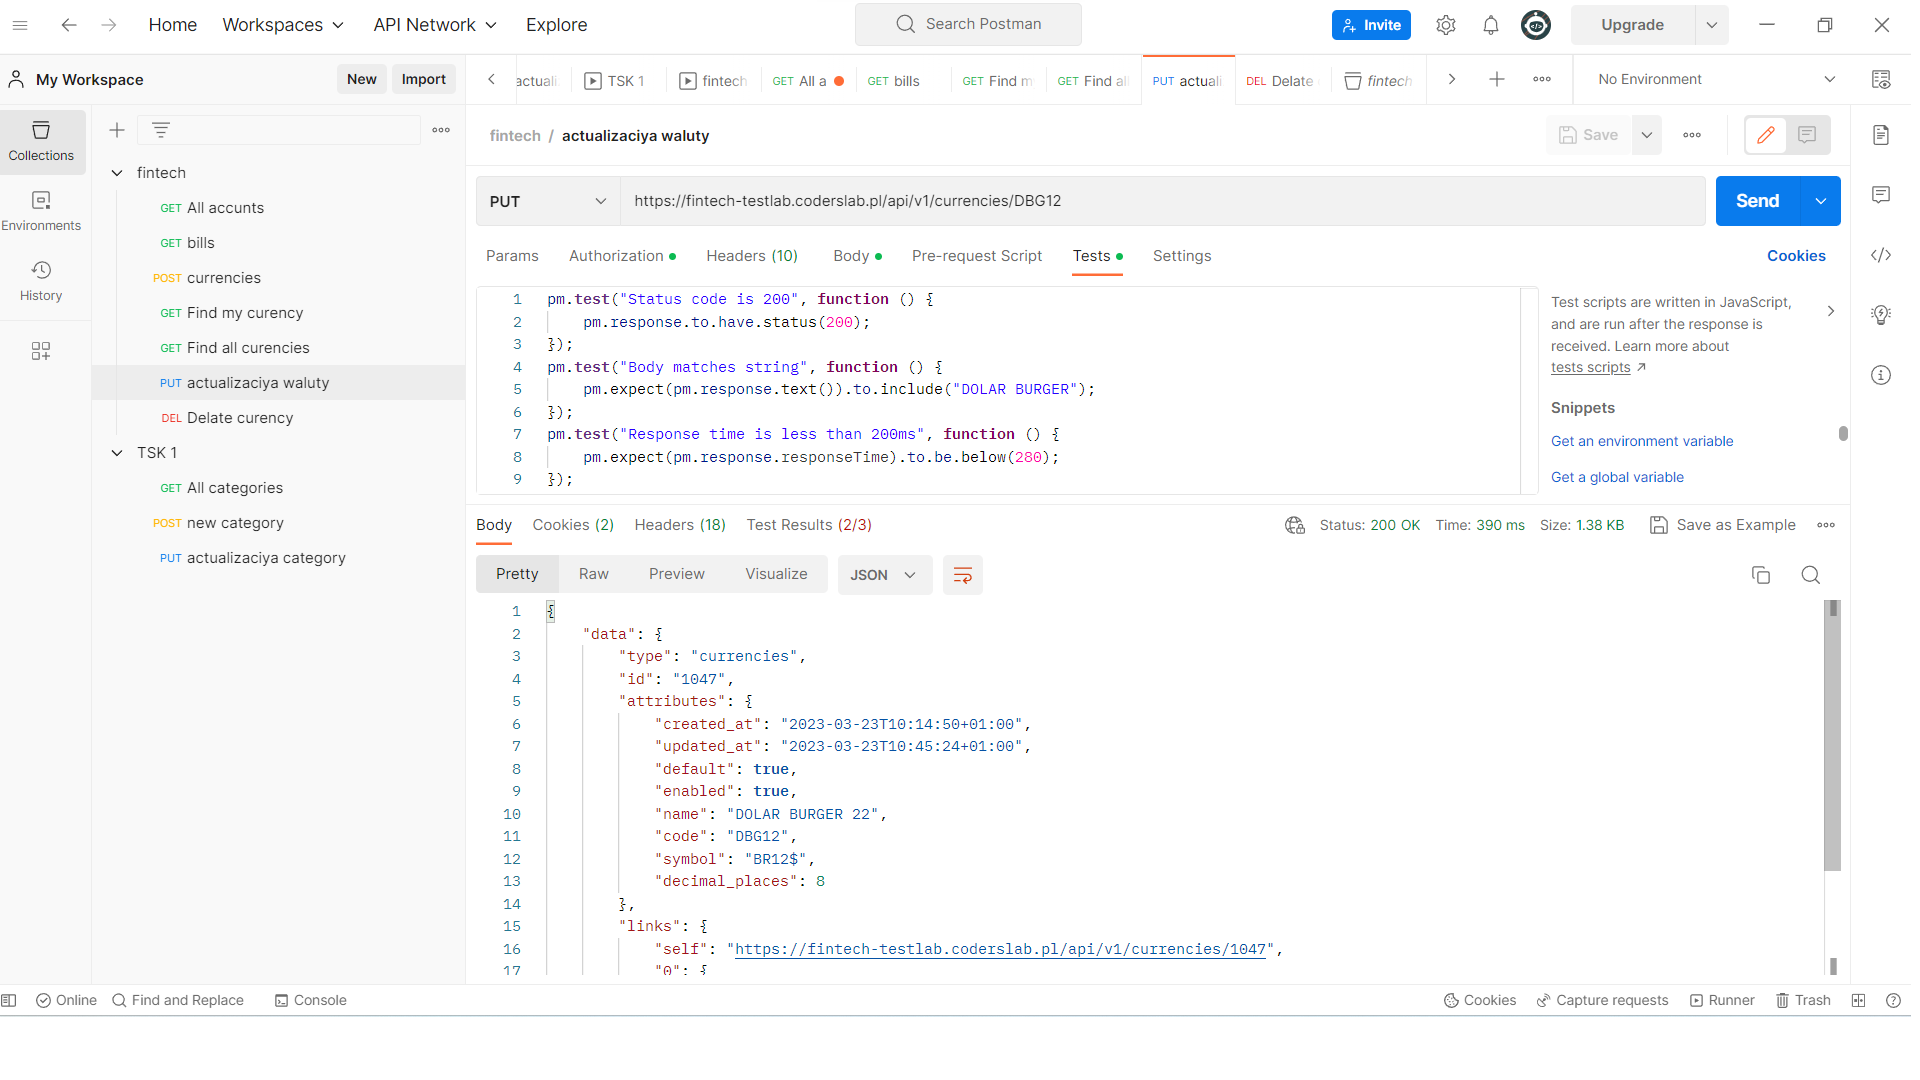 Home Workspaces API Network Explore Search Postman Invite Upgrade
My Workspace New Import actuali TSK 1 fintech GET All a GET bills GET Find m GET Find al PUT actuali DEL Delate fintech No Environment
fintech / actualizaciya waluty Save
Collections
Environments
History
fintech
GET All accunts
GET bills
POST currencies
GET Find my curency
GET Find all curencies
PUT actualizaciya waluty
DEL Delate curency
TSK 1
GET All categories
POST new category
PUT actualizaciya category
PUT https://fintech-testlab.coderslab.pl/api/v1/currencies/DBG12 Send
Params Authorization Headers (10) Body Pre-request Script Tests Settings Cookies
1 pm.test("Status code is 200", function () {
2 pm.response.to.have.status(200);
3 });
4 pm.test("Body matches string", function () {
5 pm.expect(pm.response.text()).to.include("DOLAR BURGER");
6 });
7 pm.test("Response time is less than 200ms", function () {
8 pm.expect(pm.response.responseTime).to.be.below(280);
9 });
Test scripts are written in JavaScript,
and are run after the response is
received. Learn more about
tests scripts ↗
Snippets
Get an environment variable
Get a global variable
Body Cookies (2) Headers (18) Test Results (2/3) Status: 200 OK Time: 390 ms Size: 1.38 KB Save as Example
Pretty Raw Preview Visualize JSON
1 {
2 "data": {
3 "type": "currencies",
4 "id": "1047",
5 "attributes": {
6 "created_at": "2023-03-23T10:14:50+01:00",
7 "updated_at": "2023-03-23T10:45:24+01:00",
8 "default": true,
9 "enabled": true,
10 "name": "DOLAR BURGER 22",
11 "code": "DBG12",
12 "symbol": "BR12$",
13 "decimal_places": 8
14 },
15 "links": {
16 "self": "https://fintech-testlab.coderslab.pl/api/v1/currencies/1047",
17 "0": {
Online Find and Replace Console Cookies Capture requests Runner Trash